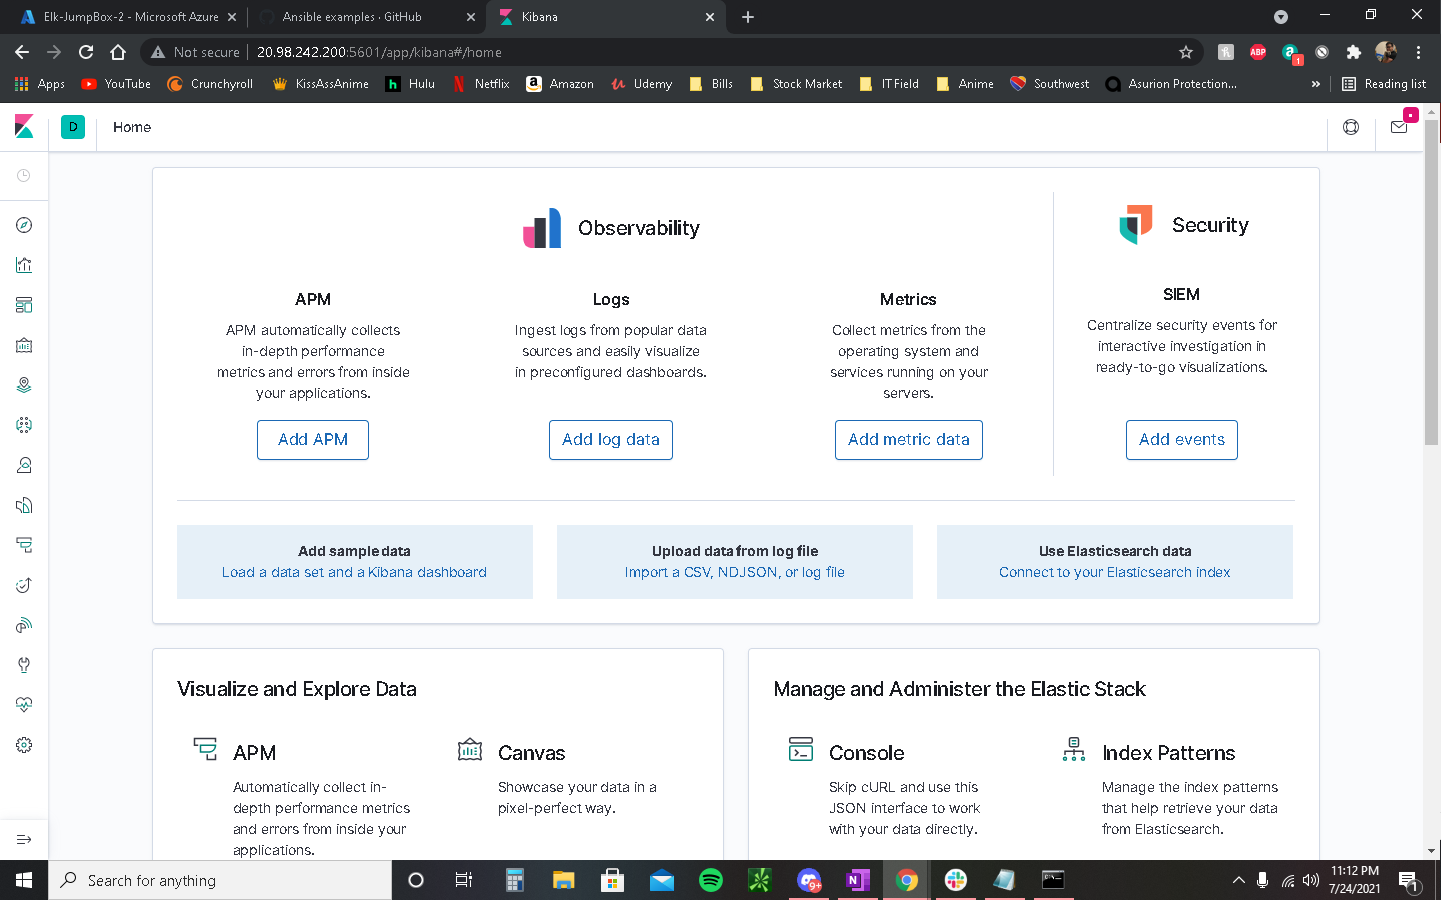 Elk-JumpBox-2 - Microsoft Azure
Ansible examples · GitHub
Kibana
Not secure
20.98.242.200:5601/app/kibana#/home
ABP
1
Apps
YouTube
Crunchyroll
KissAssAnime
h Hulu
Netflix
a Amazon
Udemy
Bills
Stock Market
IT Field
Anime
Southwest
Asurion Protection...
»
Reading list
D
Home
Observability
Security
APM
APM automatically collects
in-depth performance
metrics and errors from inside
your applications.
Add APM
Logs
Ingest logs from popular data
sources and easily visualize
in preconfigured dashboards.
Add log data
Metrics
Collect metrics from the
operating system and
services running on your
servers.
Add metric data
SIEM
Centralize security events for
interactive investigation in
ready-to-go visualizations.
Add events
Add sample data
Load a data set and a Kibana dashboard
Upload data from log file
Import a CSV, NDJSON, or log file
Use Elasticsearch data
Connect to your Elasticsearch index
Visualize and Explore Data
APM
Automatically collect in-
depth performance metrics
and errors from inside your
applications.
Canvas
Showcase your data in a
pixel-perfect way.
Manage and Administer the Elastic Stack
Console
Skip cURL and use this
JSON interface to work
with your data directly.
Index Patterns
Manage the index patterns
that help retrieve your data
from Elasticsearch.
Search for anything
9+
N
11:12 PM
7/24/2021
1